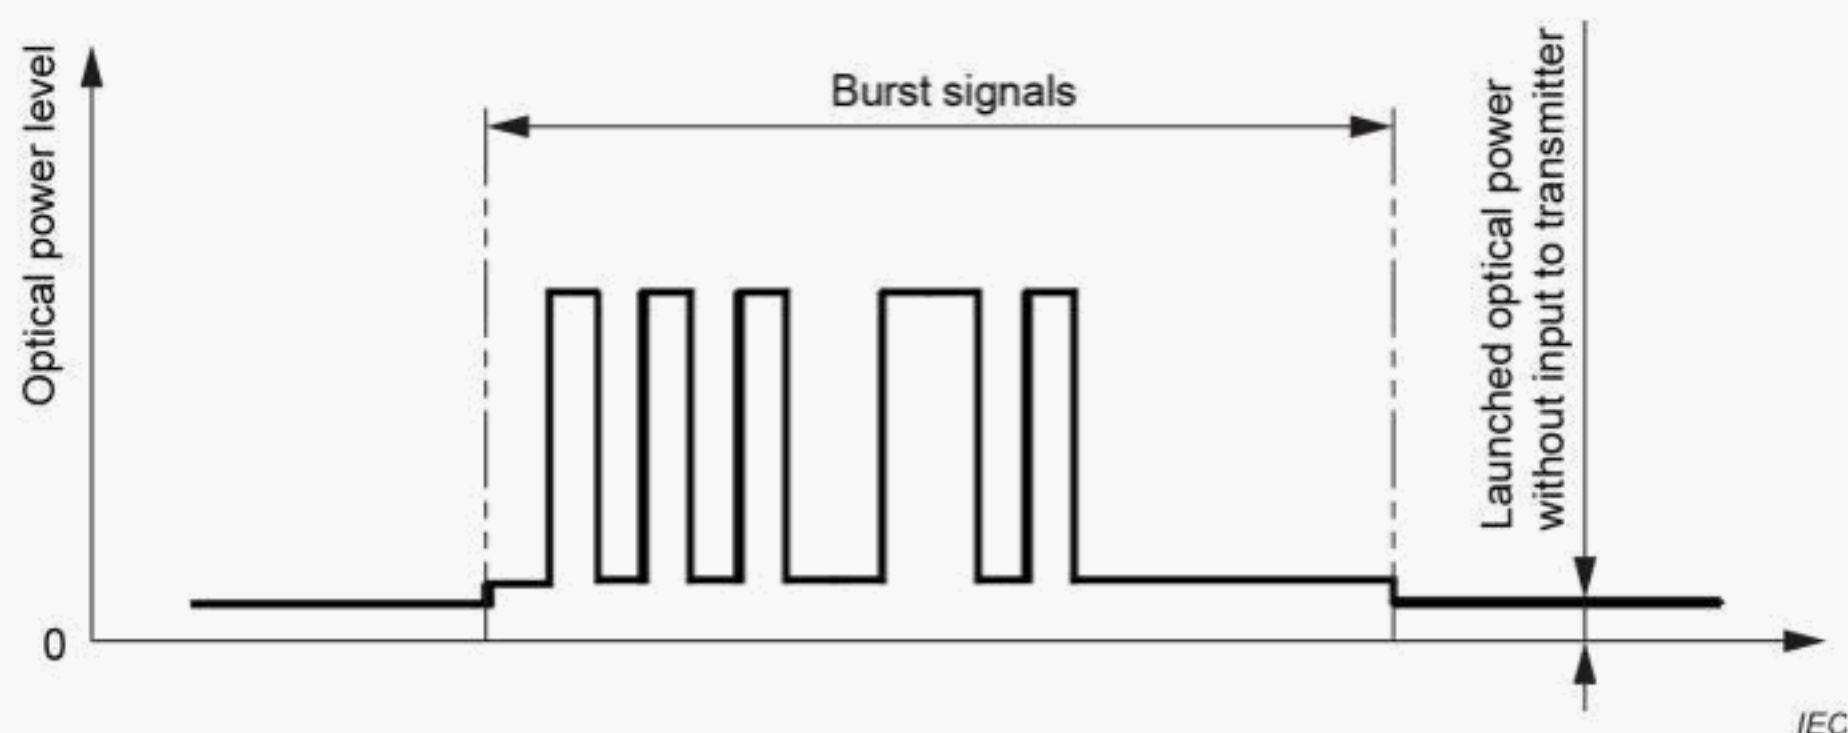 Optical power level
Burst signals
Launched optical power
without input to transmitter
0
IEC